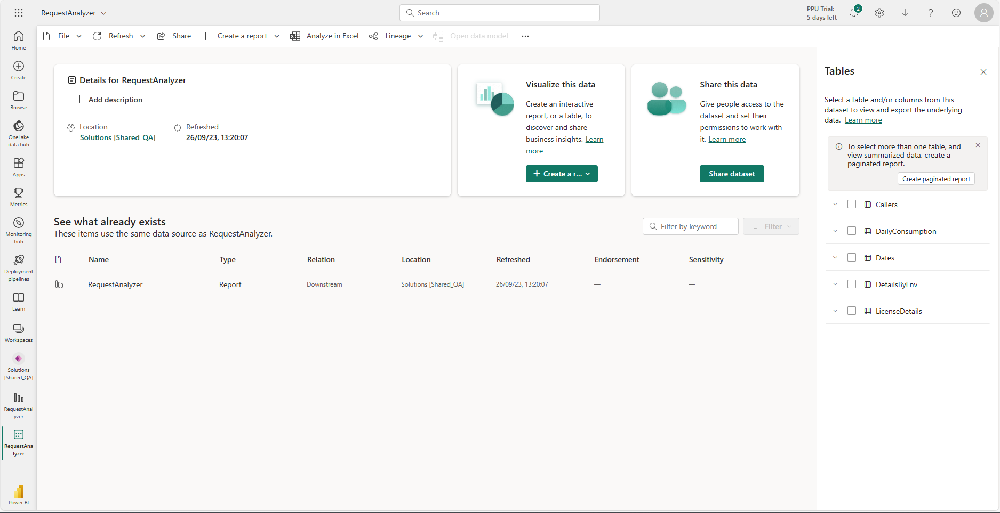 RequestAnalyzer
Search
PPU Trial:
5 days left
2
File
Refresh
Share
Create a report
Analyze in Excel
Lineage
Open data model
Home
Create
Browse
OneLake
data hub
Apps
Metrics
Monitoring
hub
Deployment
pipelines
Learn
Workspaces
Solutions
[Shared_QA]
RequestAnal
yzer
RequestAna
lyzer
Power BI
Details for RequestAnalyzer
Add description
Location
Solutions [Shared_QA]
Refreshed
26/09/23, 13:20:07
Visualize this data
Create an interactive
report, or a table, to
discover and share
business insights. Learn
more
Create a r...
Share this data
Give people access to the
dataset and set their
permissions to work with
it. Learn more
Share dataset
See what already exists
These items use the same data source as RequestAnalyzer.
Filter by keyword
Filter
Name Type Relation Location Refreshed Endorsement Sensitivity
RequestAnalyzer Report Downstream Solutions [Shared_QA] 26/09/23, 13:20:07 — —
Tables
Select a table and/or columns from this
dataset to view and export the underlying
data. Learn more
To select more than one table, and
view summarized data, create a
paginated report.
Create paginated report
Callers
DailyConsumption
Dates
DetailsByEnv
LicenseDetails